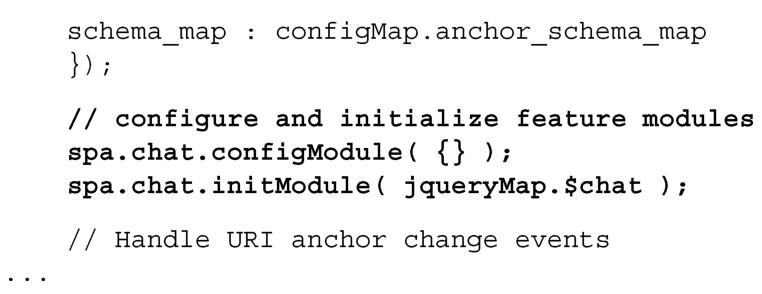 schema_map : configMap.anchor_schema_map
});
// configure and initialize feature modules
spa.chat.configModule( {} );
spa.chat.initModule( jqueryMap.$chat );
// Handle URI anchor change events
...